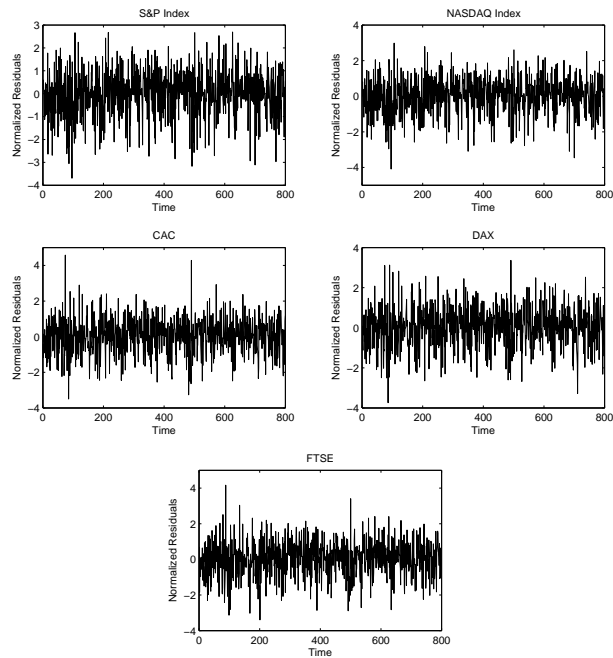 S&P Index
3
2
1
0
−1
−2
−3
−4
Normalized Residuals
0 200 400 600 800
Time
NASDAQ Index
4
2
0
−2
−4
Normalized Residuals
0 200 400 600 800
Time
CAC
4
2
0
−2
−4
Normalized Residuals
0 200 400 600 800
Time
DAX
4
2
0
−2
−4
Normalized Residuals
0 200 400 600 800
Time
FTSE
4
2
0
−2
−4
Normalized Residuals
0 200 400 600 800
Time